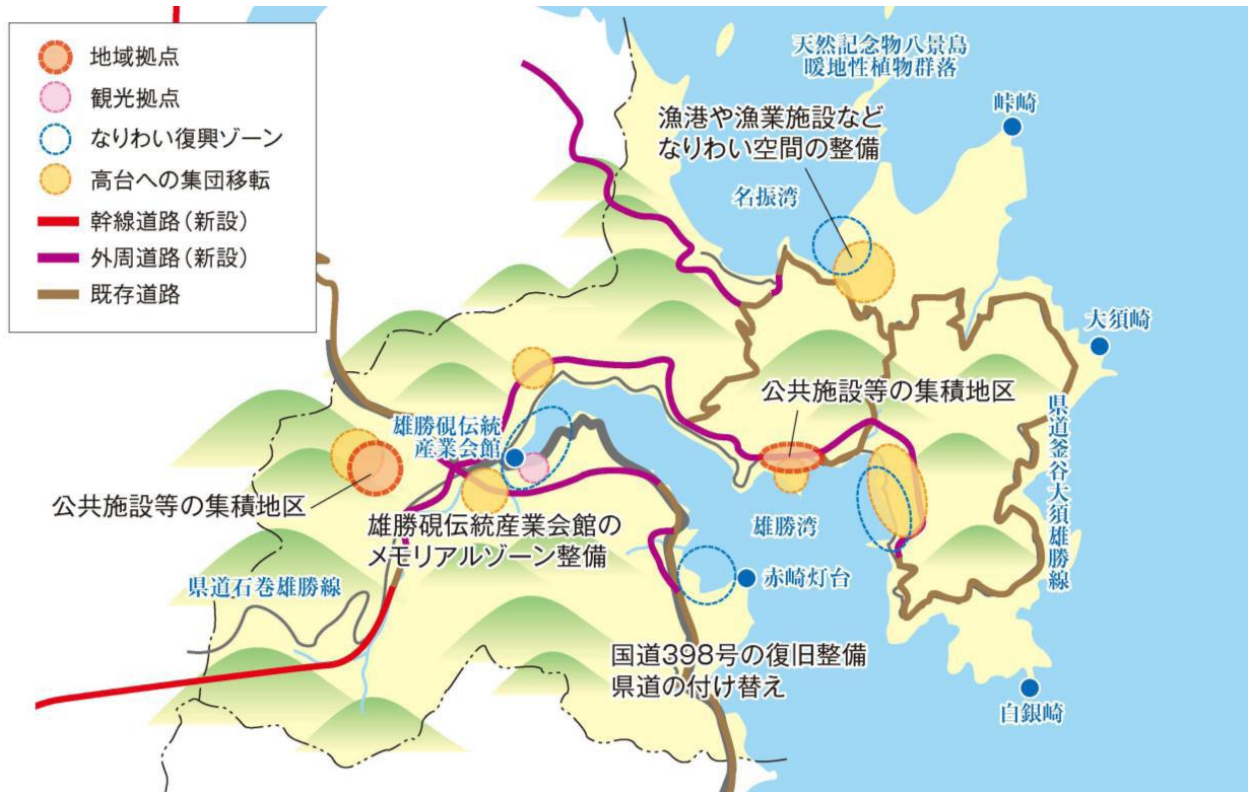 地域拠点
観光拠点
なりわい復興ゾーン
高台への集団移転
幹線道路(新設)
外周道路(新設)
既存道路
天然記念物八景島
暖地性植物群落
峠崎
漁港や漁業施設など
なりわい空間の整備
名振湾
大須崎
公共施設等の集積地区
雄勝硯伝統
産業会館
県道釜谷大須雄勝線
公共施設等の集積地区
雄勝硯伝統産業会館の
メモリアルゾーン整備
雄勝湾
県道石巻雄勝線
赤崎灯台
国道398号の復旧整備
県道の付け替え
白銀崎